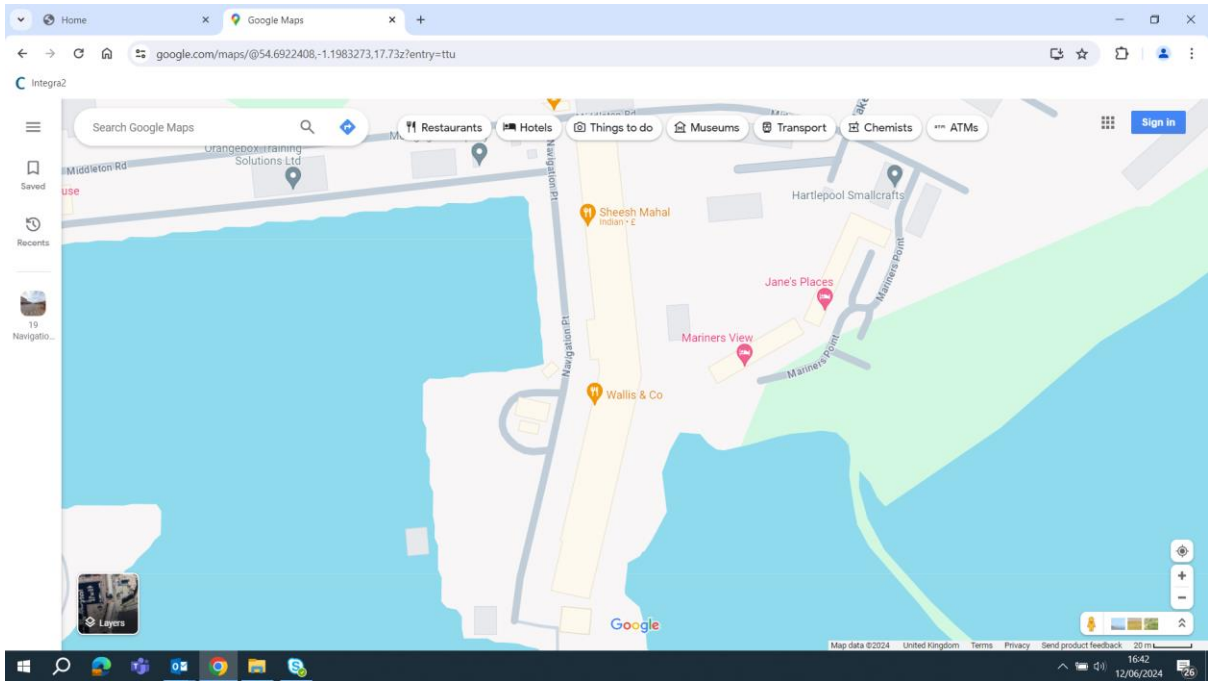 Home
Google Maps
google.com/maps/@54.6922408,-1.1983273,17.73z?entry=ttu
Integra2
Search Google Maps
Restaurants
Hotels
Things to do
Museums
Transport
Chemists
ATM
ATMs
Sign in
Saved
Recents
19
Navigatio...
Middleton Rd
use
Orangebox Training
Solutions Ltd
Middleton Rd
Navigation Pt
Sheesh Mahal
Indian • £
Hartlepool Smallcrafts
Mariners Point
Jane's Places
Mariners View
Mariners Point
Navigation Pt
Wallis & Co
Layers
Google
Map data ©2024
United Kingdom
Terms
Privacy
Send product feedback
20 m
16:42
12/06/2024
26